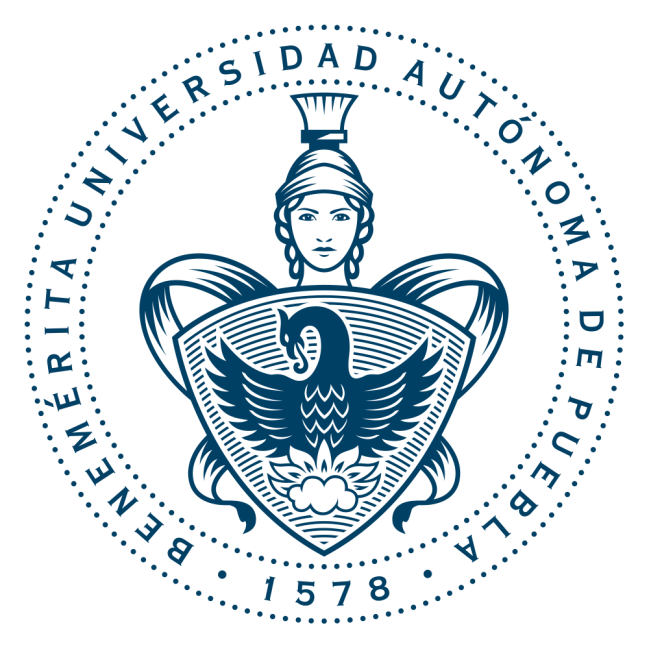 BENEMÉRITA UNIVERSIDAD AUTÓNOMA DE PUEBLA
• 1578 •